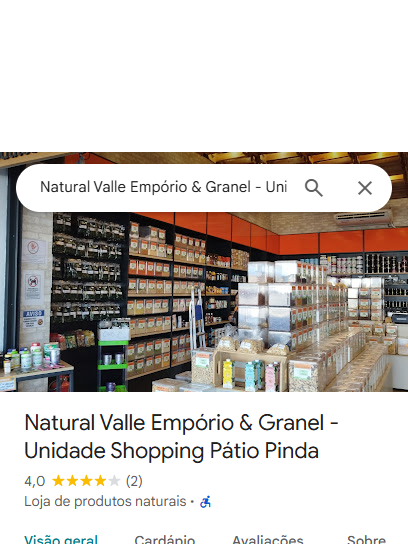 Natural Valle Empório & Granel - Uni
AVISO
Natural Valle Empório & Granel -
Unidade Shopping Pátio Pinda
4,0 (2)
Loja de produtos naturais ·
Visão geral Cardápio Avaliações Sobre